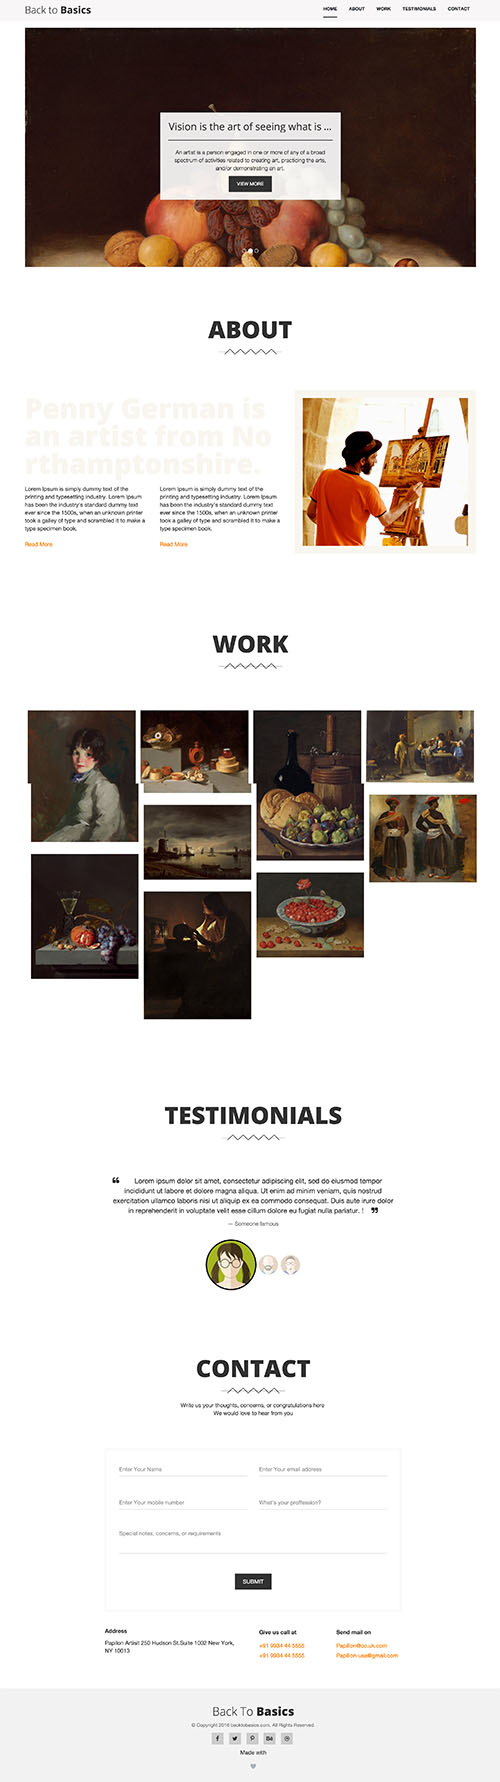 Back to Basics
HOME ABOUT WORK TESTIMONIALS CONTACT
Vision is the art of seeing what is ...
An artist is a person engaged in one or more of any of a broad
spectrum of activities related to creating art, practicing the arts,
and/or demonstrating an art.
VIEW MORE
ABOUT
Penny German is
an artist from No
rthamptonshire.
Lorem Ipsum is simply dummy text of the
printing and typesetting industry. Lorem Ipsum
has been the industry's standard dummy text
ever since the 1500s, when an unknown printer
took a galley of type and scrambled it to make a
type specimen book.
Read More
Lorem Ipsum is simply dummy text of the
printing and typesetting industry. Lorem Ipsum
has been the industry's standard dummy text
ever since the 1500s, when an unknown printer
took a galley of type and scrambled it to make a
type specimen book.
Read More
WORK
TESTIMONIALS
❝ Lorem ipsum dolor sit amet, consectetur adipiscing elit, sed do eiusmod tempor
incididunt ut labore et dolore magna aliqua. Ut enim ad minim veniam, quis nostrud
exercitation ullamco laboris nisi ut aliquip ex ea commodo consequat. Duis aute irure dolor
in reprehenderit in voluptate velit esse cillum dolore eu fugiat nulla pariatur. ! ❞
— Someone famous
CONTACT
Write us your thoughts, concerns, or congratulations here
We would love to hear from you
Enter Your Name
Enter Your email address
Enter Your mobile number
What's your proffession?
Special notes, concerns, or requirements
SUBMIT
Address
Papilon Artisit 250 Hudson St.Suite 1002 New York,
NY 10013
Give us call at
+91 9934 44 5555
+91 9934 44 5555
Send mail on
Papilon@oo.uk.com
Papilon-usa@gmail.com
Back To Basics
© Copyright 2018 backtobasics.com. All Rights Reserved.
Made with